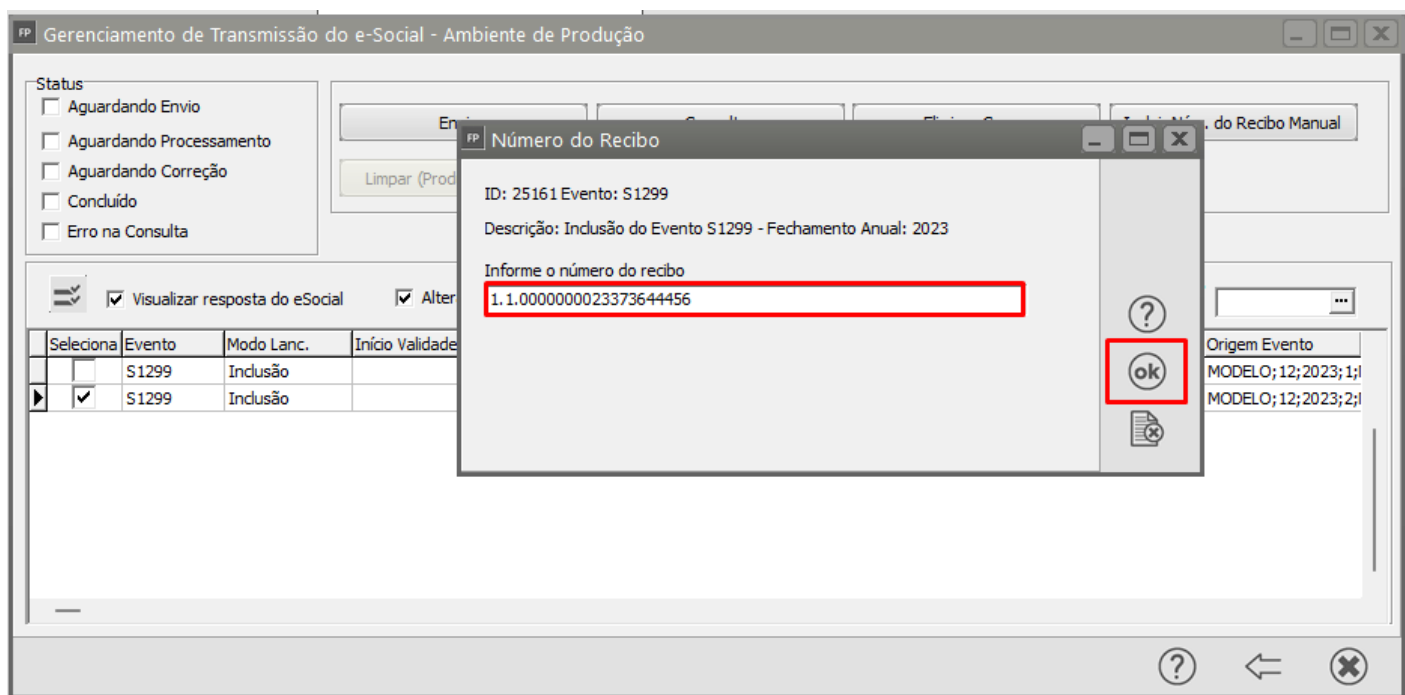 FP Gerenciamento de Transmissão do e-Social - Ambiente de Produção
Status
Aguardando Envio
Aguardando Processamento
Aguardando Correção
Concluído
Erro na Consulta
do Recibo Manual
Limpar (Prod
FP Número do Recibo
ID: 25161 Evento: S1299
Descrição: Inclusão do Evento S1299 - Fechamento Anual: 2023
Informe o número do recibo
1.1.0000000023373644456
?
ok
Visualizar resposta do eSocial
Alter
...
Seleciona Evento Modo Lanc. Início Validade Origem Evento
S1299 Inclusão MODELO;12;2023;1;
S1299 Inclusão MODELO;12;2023;2;
?